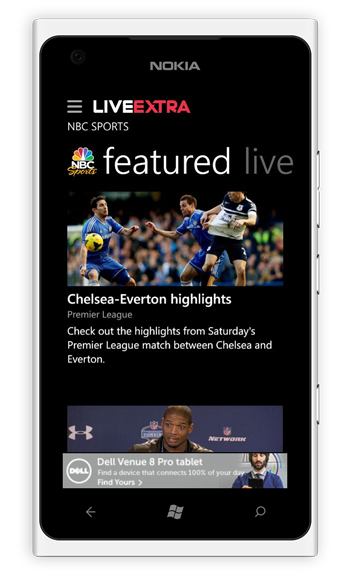 NOKIA
LIVEEXTRA
NBC SPORTS
NBC
Sports
featured live
Chelsea-Everton highlights
Premier League
Check out the highlights from Saturday's
Premier League match between Chelsea and
Everton.
NETWORK
DELL
Dell Venue 8 Pro tablet
Find a device that connects 100% of your day
Find Yours >